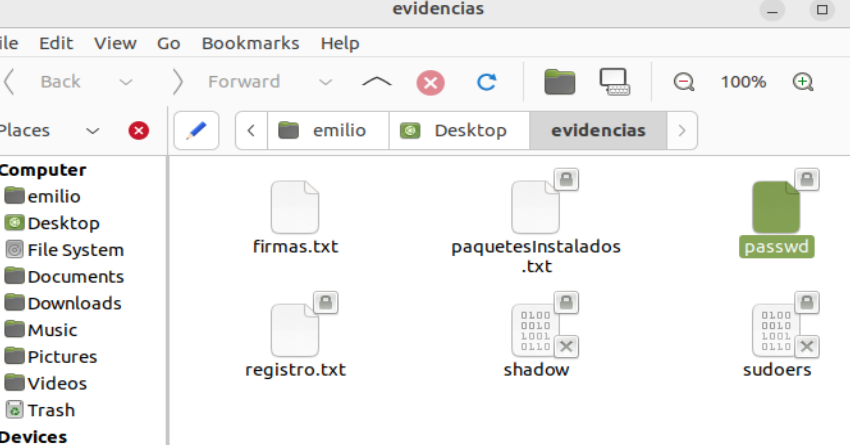 evidencias
ile Edit View Go Bookmarks Help
Back Forward 100%
Places emilio Desktop evidencias
Computer
emilio
Desktop
File System
Documents
Downloads
Music
Pictures
Videos
Trash
Devices
firmas.txt paquetesInstalados
.txt passwd
0100
0010
1001
0110
0100
0010
1001
0110
registro.txt shadow sudoers